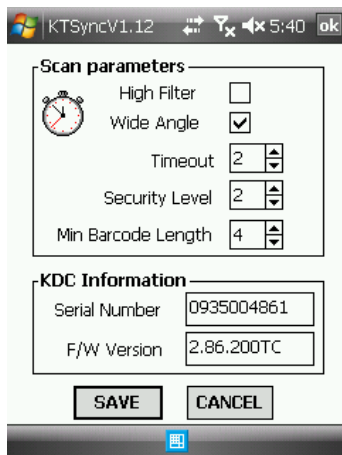 KTSyncV1.12 5:40 ok
Scan parameters
High Filter
Wide Angle
Timeout 2
Security Level 2
Min Barcode Length 4
KDC Information
Serial Number 0935004861
F/W Version 2.86.200TC
SAVE CANCEL